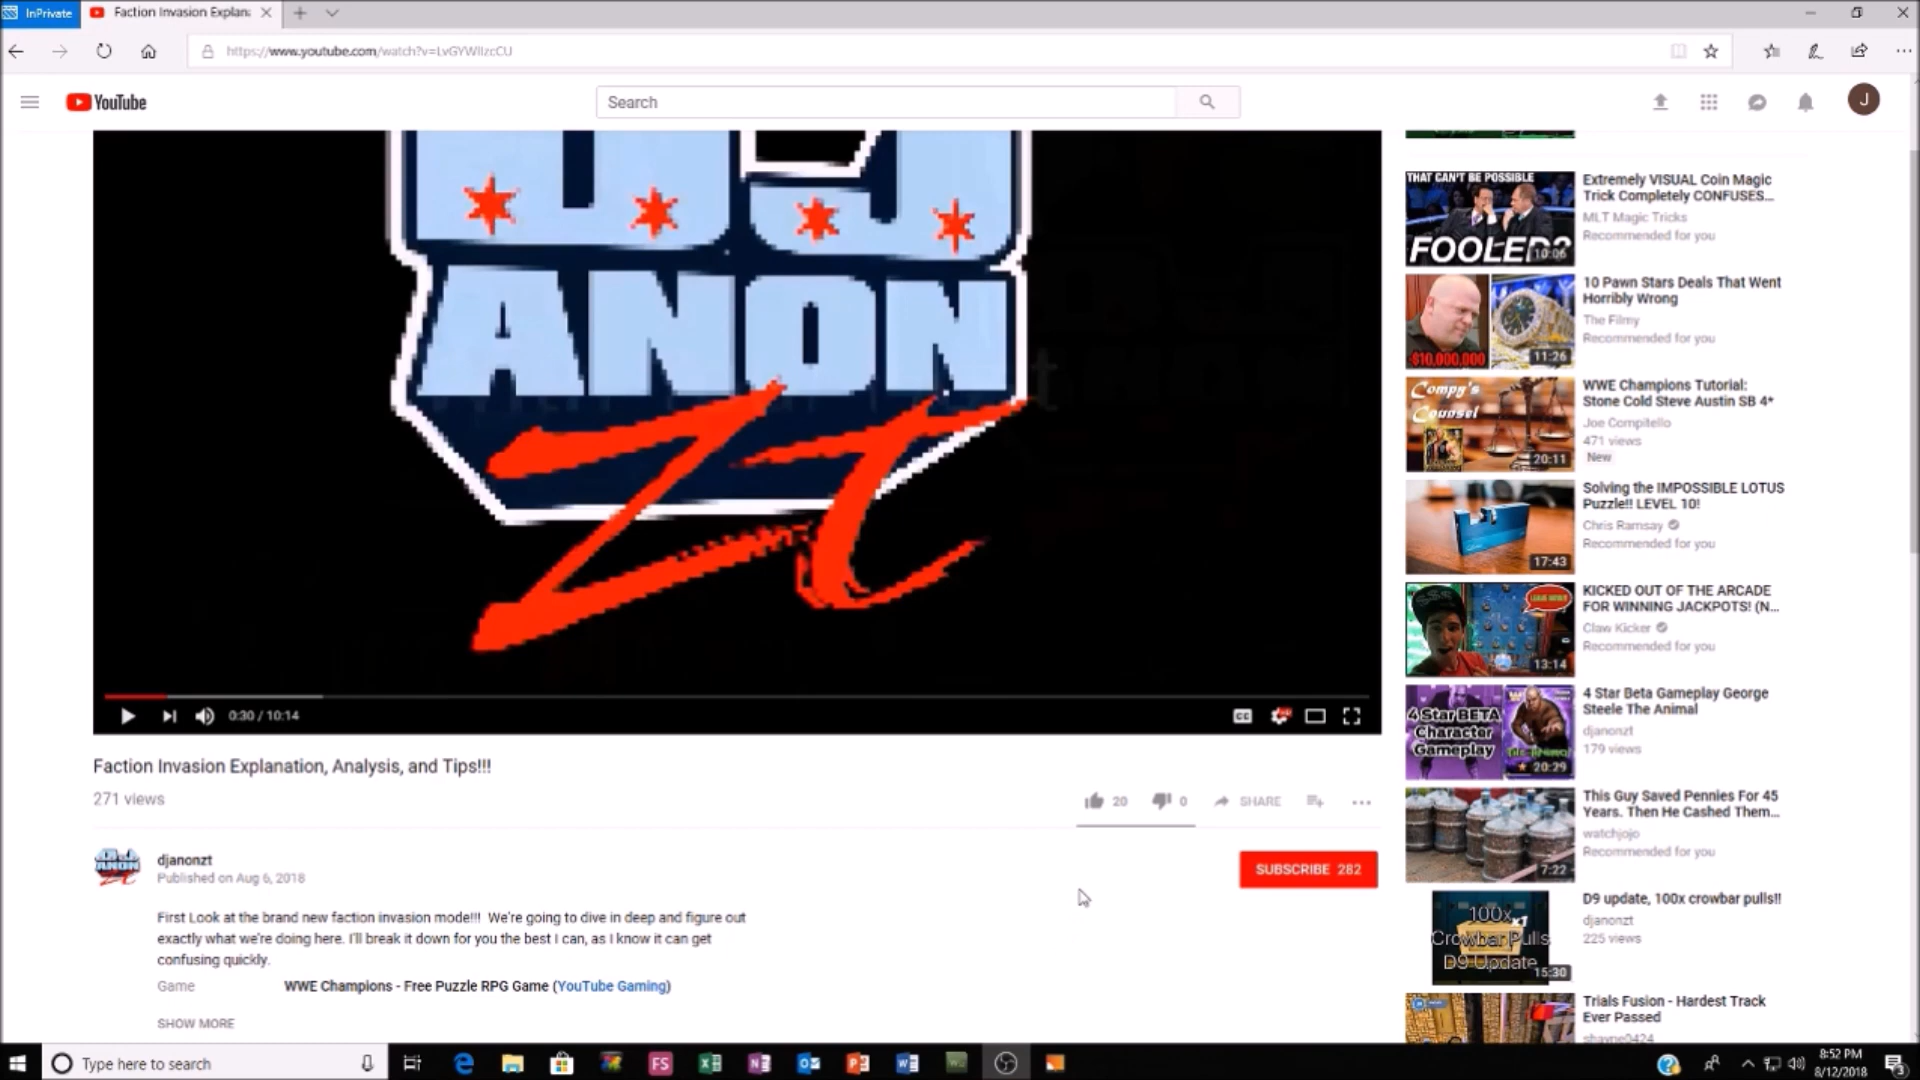 InPrivate
Faction Invasion Explan
https://www.youtube.com/watch?v=LvGYWlIzcCU
YouTube
Search
J
ANON
Zt
0:30 / 10:14
CC
Faction Invasion Explanation, Analysis, and Tips!!!
271 views
20
0
SHARE
djanonzt
Published on Aug 6, 2018
SUBSCRIBE 282
First Look at the brand new faction invasion mode!!! We're going to dive in deep and figure out
exactly what we're doing here. I'll break it down for you the best I can, as I know it can get
confusing quickly.
Game
WWE Champions - Free Puzzle RPG Game (YouTube Gaming)
SHOW MORE
THAT CAN'T BE POSSIBLE
FOOLED?
10:06
Extremely VISUAL Coin Magic
Trick Completely CONFUSES...
MLT Magic Tricks
Recommended for you
$10,000,000
11:26
10 Pawn Stars Deals That Went
Horribly Wrong
The Filmy
Recommended for you
Compy's
Counsel
20:11
WWE Champions Tutorial:
Stone Cold Steve Austin SB 4*
Joe Compitello
471 views
New
17:43
Solving the IMPOSSIBLE LOTUS
Puzzle!! LEVEL 10!
Chris Ramsay
Recommended for you
13:14
KICKED OUT OF THE ARCADE
FOR WINNING JACKPOTS! (N...
Claw Kicker
Recommended for you
4 Star BETA
Character
Gameplay
20:29
4 Star Beta Gameplay George
Steele The Animal
djanonzt
179 views
7:22
This Guy Saved Pennies For 45
Years. Then He Cashed Them...
watchjojo
Recommended for you
100x
x1
Crowbar Pulls
D9 Update
15:30
D9 update, 100x crowbar pulls!!
djanonzt
225 views
Trials Fusion - Hardest Track
Ever Passed
shayne0424
Type here to search
FS
8:52 PM
8/12/2018
3